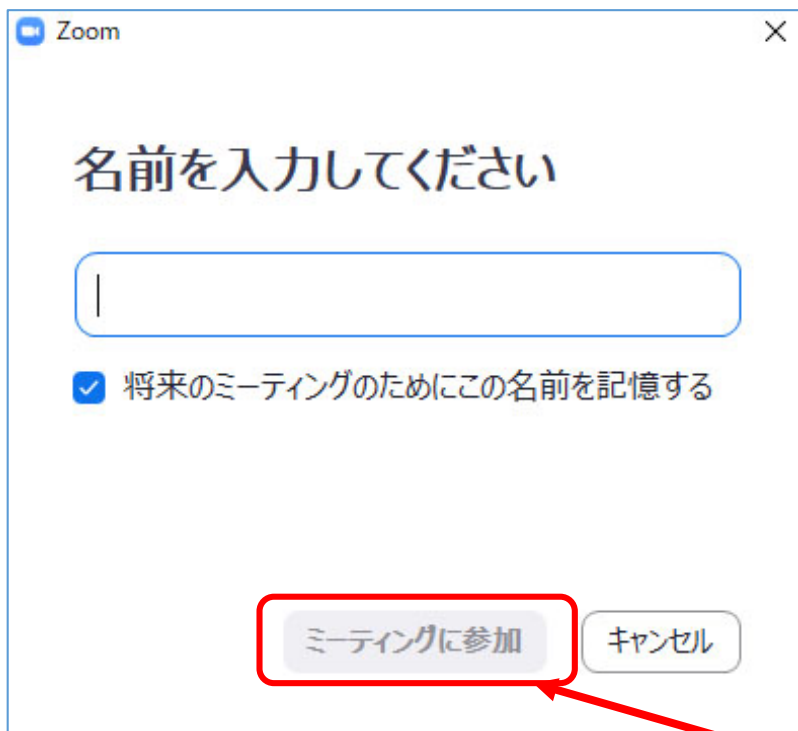 Zoom
名前を入力してください
将来のミーティングのためにこの名前を記憶する
ミーティングに参加
キャンセル